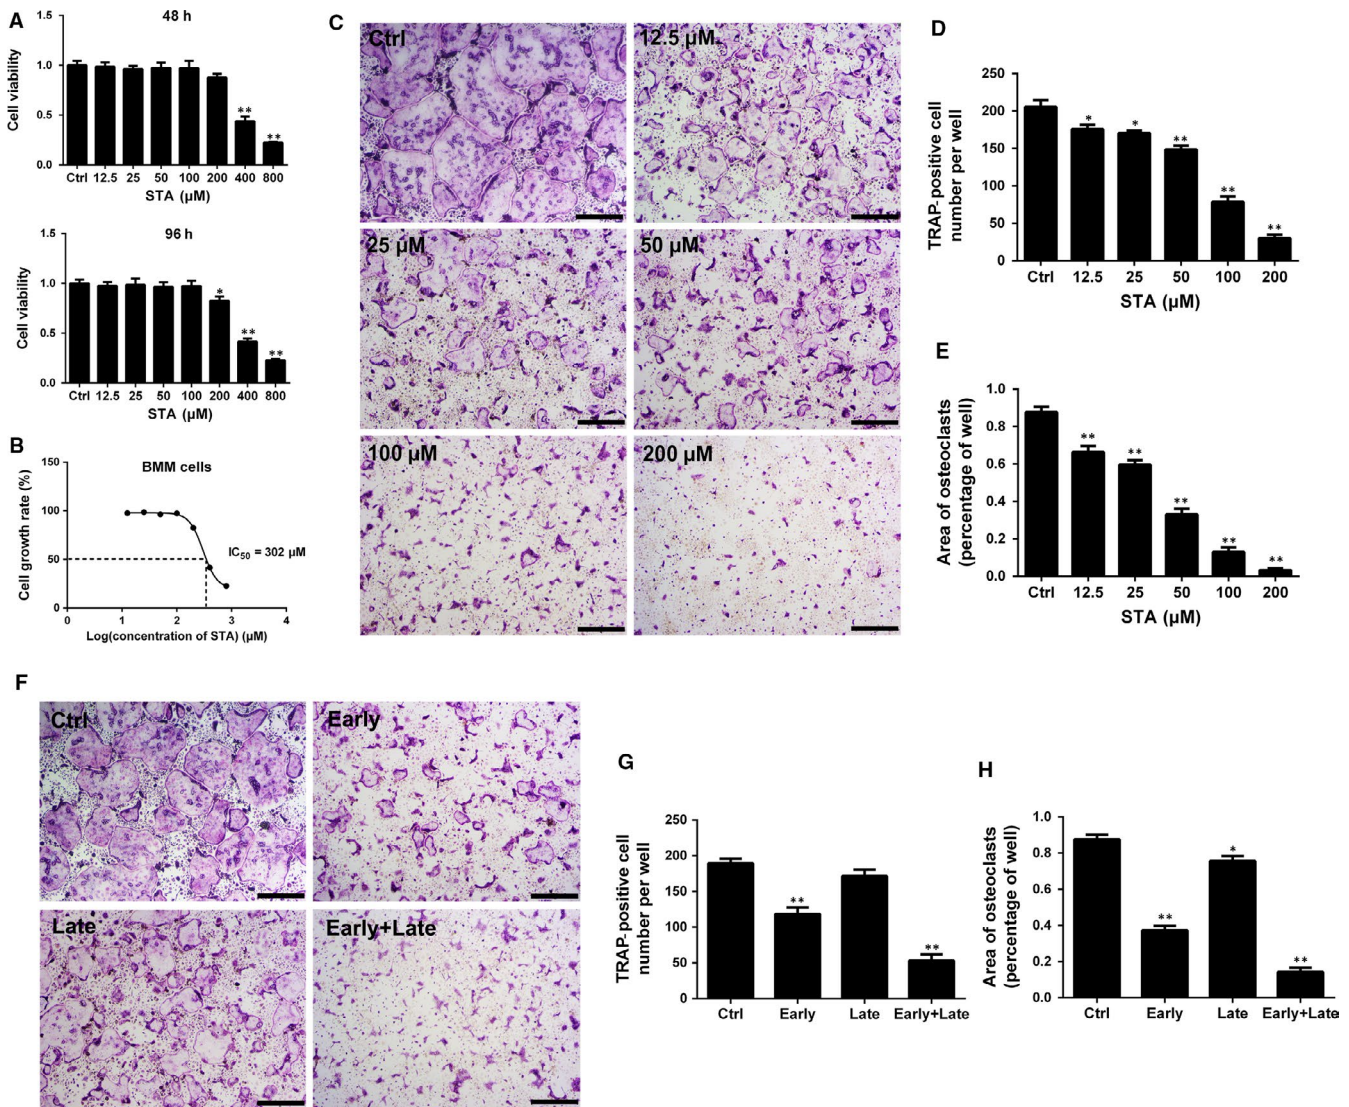 A
48 h
Cell viability
1.5
1.0
0.5
0.0
** **
Ctrl 12.5 25 50 100 200 400 800
STA (µM)
96 h
Cell viability
1.5
1.0
0.5
0.0
* ** **
Ctrl 12.5 25 50 100 200 400 800
STA (µM)
B
BMM cells
Cell growth rate (%)
150
100
50
0
IC50 = 302 µM
0 1 2 3 4
Log(concentration of STA) (µM)
C
Ctrl
12.5 µM
25 µM
50 µM
100 µM
200 µM
D
TRAP-positive cell
number per well
250
200
150
100
50
0
* * ** ** **
Ctrl 12.5 25 50 100 200
STA (µM)
E
Area of osteoclasts
(percentage of well)
1.0
0.8
0.6
0.4
0.2
0.0
** ** ** ** **
Ctrl 12.5 25 50 100 200
STA (µM)
F
Ctrl
Early
Late
Early+Late
G
TRAP-positive cell
number per well
250
200
150
100
50
0
** **
Ctrl Early Late Early+Late
H
Area of osteoclasts
(percentage of well)
1.0
0.8
0.6
0.4
0.2
0.0
** * **
Ctrl Early Late Early+Late